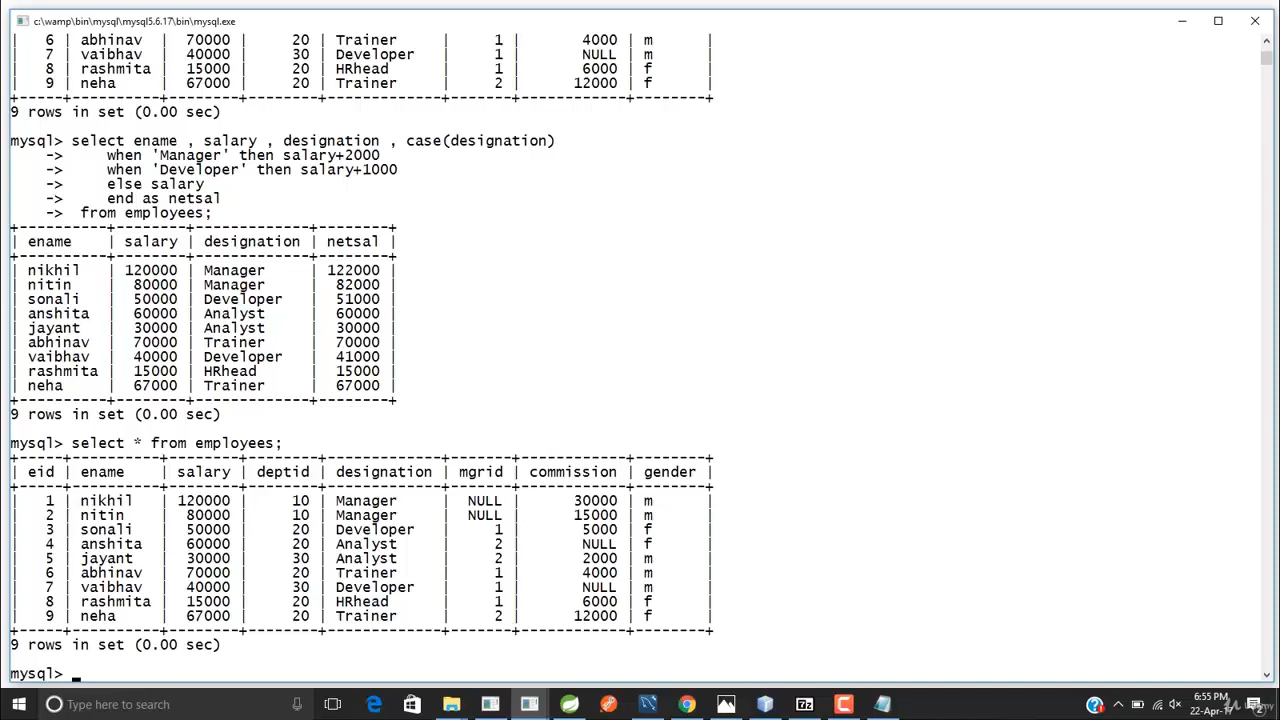 c:\wamp\bin\mysql\mysql5.6.17\bin\mysql.exe
| 6 | abhinav | 70000 | 20 | Trainer | 1 | 4000 | m |
| 7 | vaibhav | 40000 | 30 | Developer | 1 | NULL | m |
| 8 | rashmita | 15000 | 20 | HRhead | 1 | 6000 | f |
| 9 | neha | 67000 | 20 | Trainer | 2 | 12000 | f |
9 rows in set (0.00 sec)
mysql> select ename , salary , designation , case(designation)
-> when 'Manager' then salary+2000
-> when 'Developer' then salary+1000
-> else salary
-> end as netsal
-> from employees;
| ename | salary | designation | netsal |
| nikhil | 120000 | Manager | 122000 |
| nitin | 80000 | Manager | 82000 |
| sonali | 50000 | Developer | 51000 |
| anshita | 60000 | Analyst | 60000 |
| jayant | 30000 | Analyst | 30000 |
| abhinav | 70000 | Trainer | 70000 |
| vaibhav | 40000 | Developer | 41000 |
| rashmita | 15000 | HRhead | 15000 |
| neha | 67000 | Trainer | 67000 |
9 rows in set (0.00 sec)
mysql> select * from employees;
| eid | ename | salary | deptid | designation | mgrid | commission | gender |
| 1 | nikhil | 120000 | 10 | Manager | NULL | 30000 | m |
| 2 | nitin | 80000 | 10 | Manager | NULL | 15000 | m |
| 3 | sonali | 50000 | 20 | Developer | 1 | 5000 | f |
| 4 | anshita | 60000 | 20 | Analyst | 2 | NULL | f |
| 5 | jayant | 30000 | 30 | Analyst | 2 | 2000 | m |
| 6 | abhinav | 70000 | 20 | Trainer | 1 | 4000 | m |
| 7 | vaibhav | 40000 | 30 | Developer | 1 | NULL | m |
| 8 | rashmita | 15000 | 20 | HRhead | 1 | 6000 | f |
| 9 | neha | 67000 | 20 | Trainer | 2 | 12000 | f |
9 rows in set (0.00 sec)
mysql> _
Type here to search
6:55 PM
22-Apr-